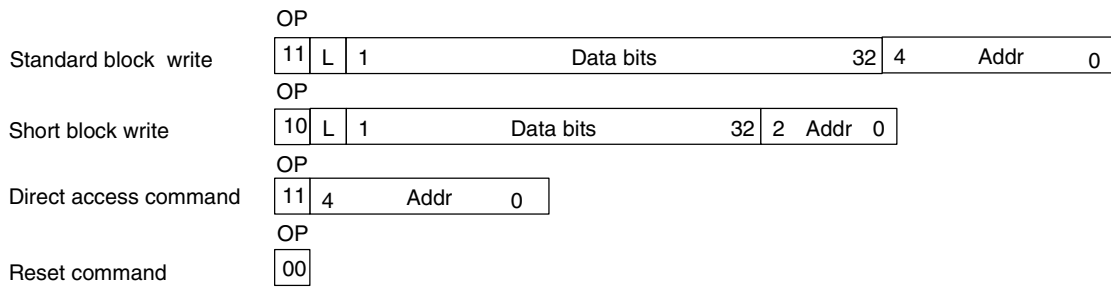 OP
Standard block write 11 L 1 Data bits 32 4 Addr 0
OP
Short block write 10 L 1 Data bits 32 2 Addr 0
OP
Direct access command 11 4 Addr 0
OP
Reset command 00